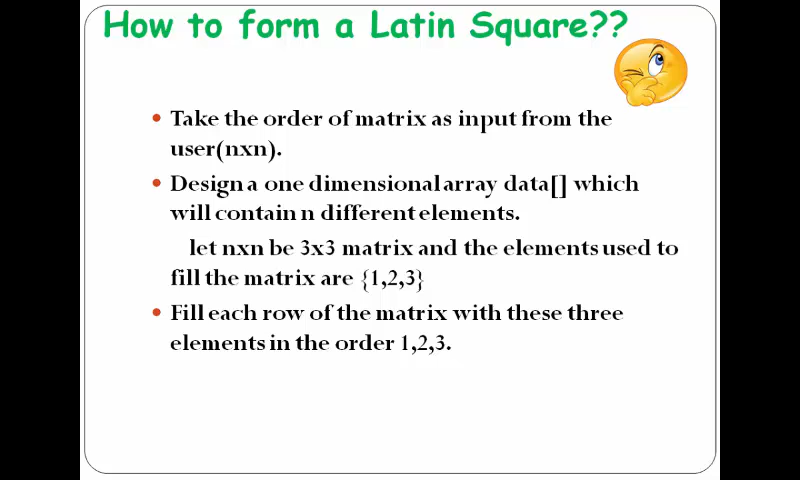 How to form a Latin Square??
• Take the order of matrix as input from the
user(nxn).
• Design a one dimensional array data[] which
will contain n different elements.
let nxn be 3x3 matrix and the elements used to
fill the matrix are {1,2,3}
• Fill each row of the matrix with these three
elements in the order 1,2,3.